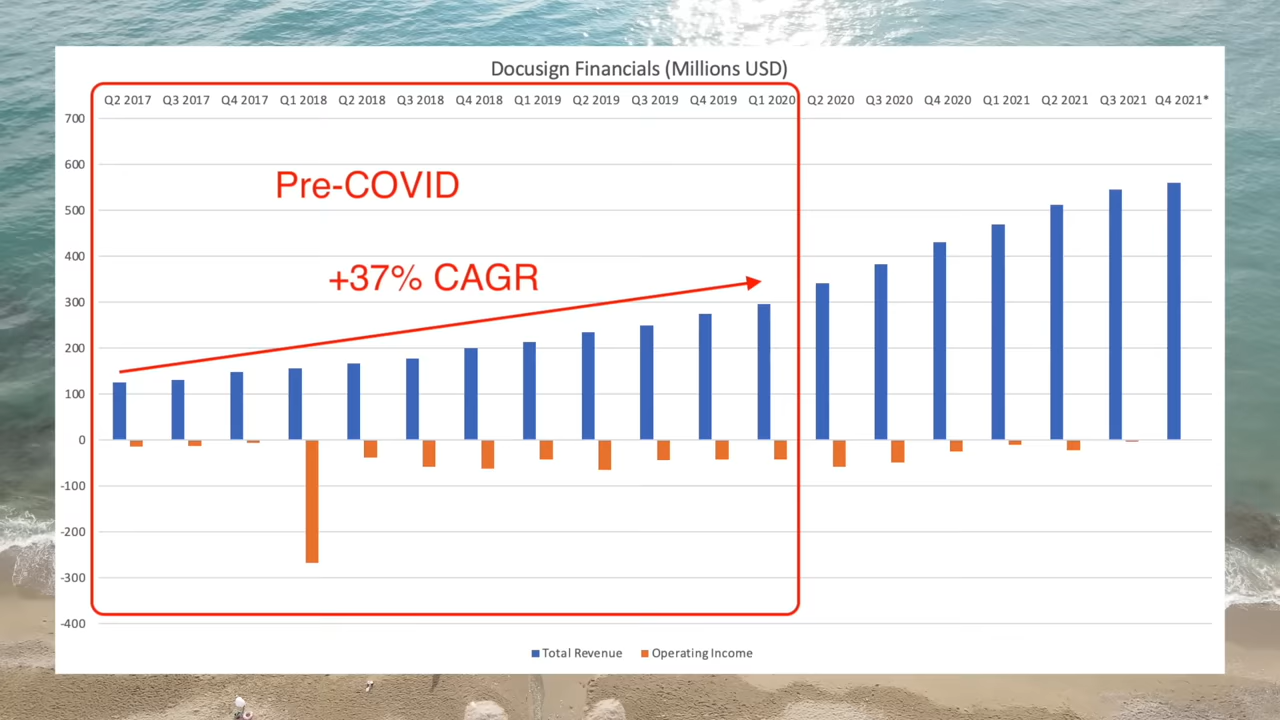 Docusign Financials (Millions USD)
Q2 2017 Q3 2017 Q4 2017 Q1 2018 Q2 2018 Q3 2018 Q4 2018 Q1 2019 Q2 2019 Q3 2019 Q4 2019 Q1 2020 Q2 2020 Q3 2020 Q4 2020 Q1 2021 Q2 2021 Q3 2021 Q4 2021*
700
600
Pre-COVID
500
400
+37% CAGR
300
200
100
0
-100
-200
-300
-400
Total Revenue Operating Income